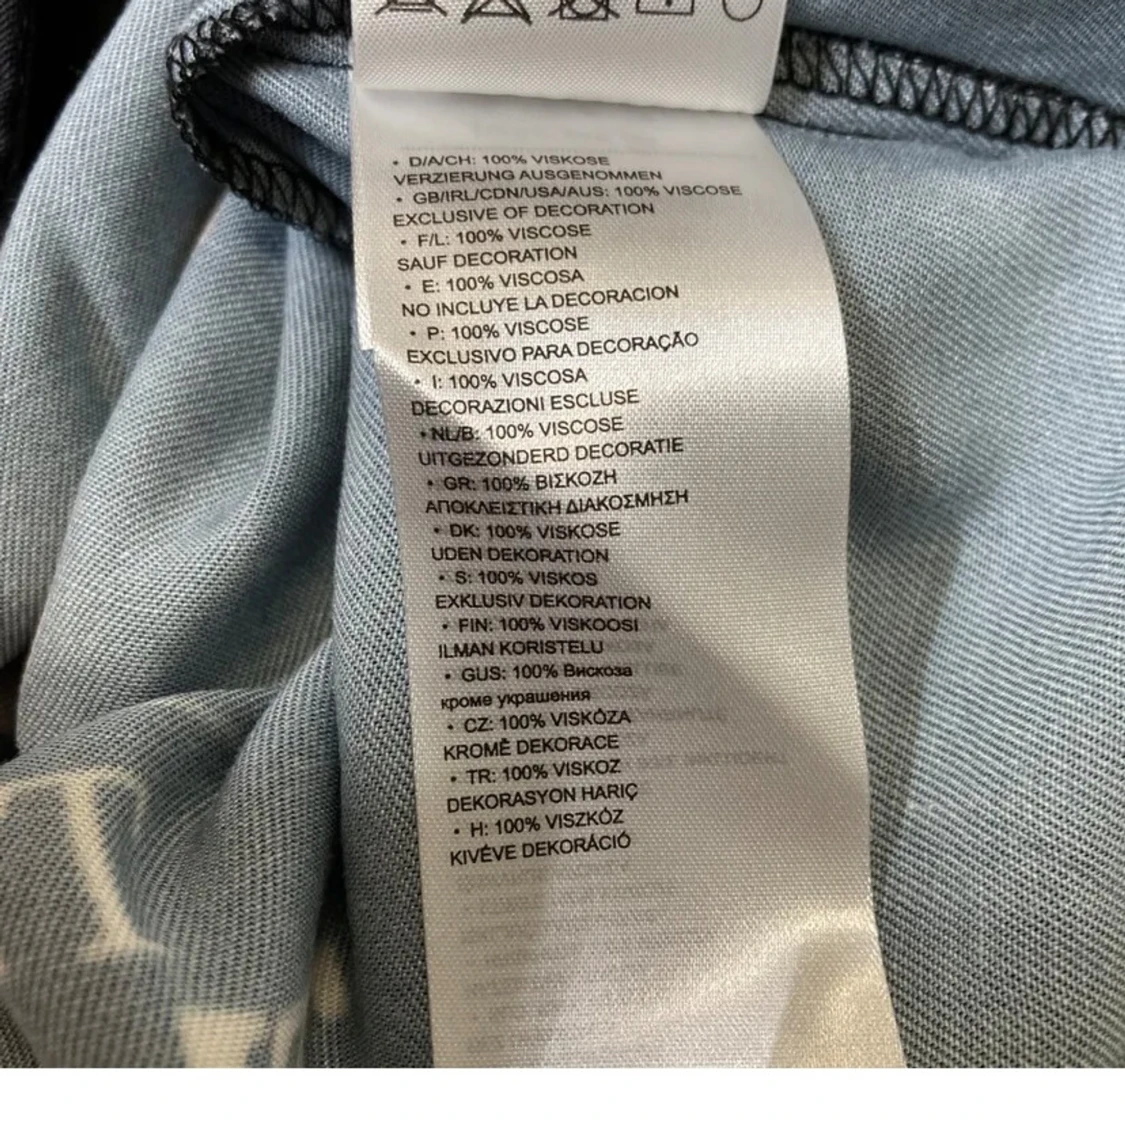 • D/A/CH: 100% VISKOSE
VERZIERUNG AUSGENOMMEN
• GB/IRL/CDN/USA/AUS: 100% VISCOSE
EXCLUSIVE OF DECORATION
• F/L: 100% VISCOSE
SAUF DECORATION
• E: 100% VISCOSA
NO INCLUYE LA DECORACION
• P: 100% VISCOSE
EXCLUSIVO PARA DECORAÇÃO
• I: 100% VISCOSA
DECORAZIONI ESCLUSE
• NL/B: 100% VISCOSE
UITGEZONDERD DECORATIE
• GR: 100% ΒΙΣΚΟΖΗ
ΑΠΟΚΛΕΙΣΤΙΚΗ ΔΙΑΚΟΣΜΗΣΗ
• DK: 100% VISKOSE
UDEN DEKORATION
• S: 100% VISKOS
EXKLUSIV DEKORATION
• FIN: 100% VISKOOSI
ILMAN KORISTELU
• GUS: 100% Вискоза
кроме украшения
• CZ: 100% VISKÓZA
KROMĚ DEKORACE
• TR: 100% VISKOZ
DEKORASYON HARIÇ
• H: 100% VISZKÓZ
KIVÉVE DEKORÁCIÓ